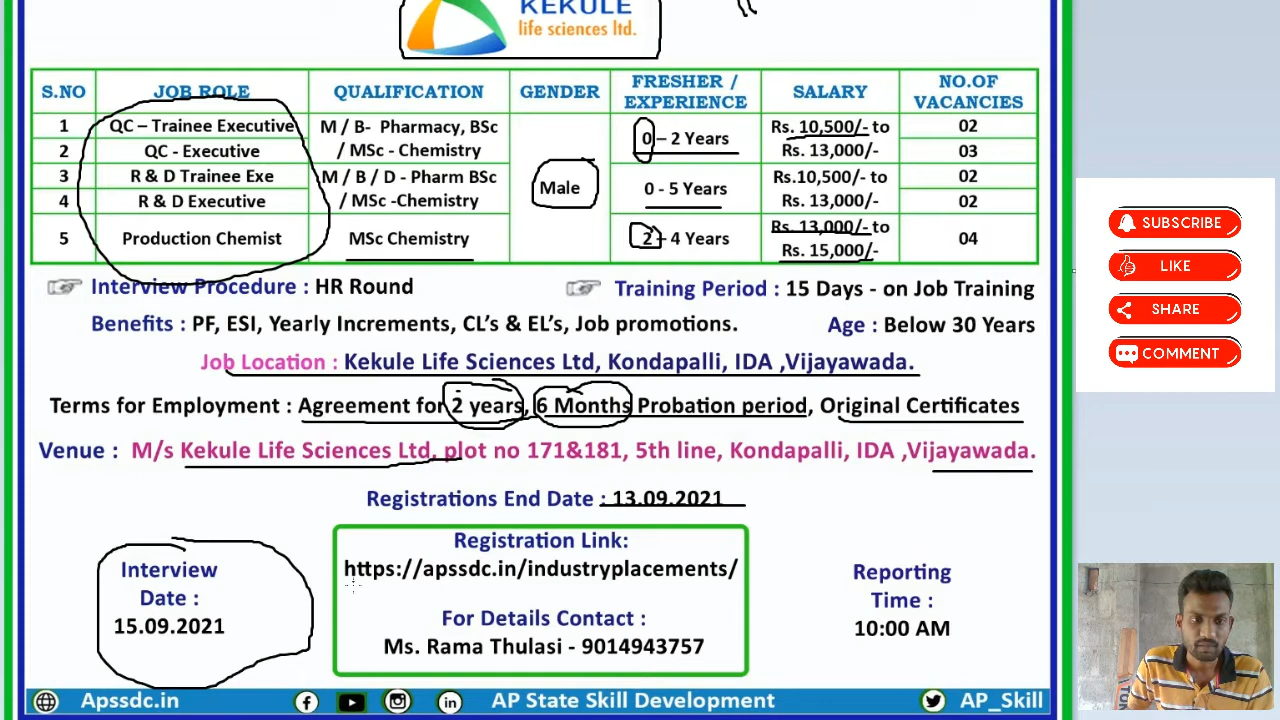 KEKULE
life sciences ltd.
S.NO JOB ROLE QUALIFICATION GENDER FRESHER / EXPERIENCE SALARY NO.OF VACANCIES
1 QC – Trainee Executive M / B- Pharmacy, BSc 0 – 2 Years Rs. 10,500/- to 02
2 QC - Executive / MSc - Chemistry Rs. 13,000/- 03
3 R & D Trainee Exe M / B / D - Pharm BSc Male 0 - 5 Years Rs.10,500/- to 02
4 R & D Executive / MSc -Chemistry Rs. 13,000/- 02
5 Production Chemist MSc Chemistry 2 – 4 Years Rs. 13,000/- to Rs. 15,000/- 04
Interview Procedure : HR Round Training Period : 15 Days - on Job Training
Benefits : PF, ESI, Yearly Increments, CL’s & EL’s, Job promotions. Age : Below 30 Years
Job Location : Kekule Life Sciences Ltd, Kondapalli, IDA ,Vijayawada.
Terms for Employment : Agreement for 2 years, 6 Months Probation period, Original Certificates
Venue : M/s Kekule Life Sciences Ltd, plot no 171&181, 5th line, Kondapalli, IDA ,Vijayawada.
Registrations End Date : 13.09.2021
Interview
Date :
15.09.2021
Registration Link:
https://apssdc.in/industryplacements/
For Details Contact :
Ms. Rama Thulasi - 9014943757
Reporting
Time :
10:00 AM
Apssdc.in AP State Skill Development AP_Skill
SUBSCRIBE
LIKE
SHARE
COMMENT